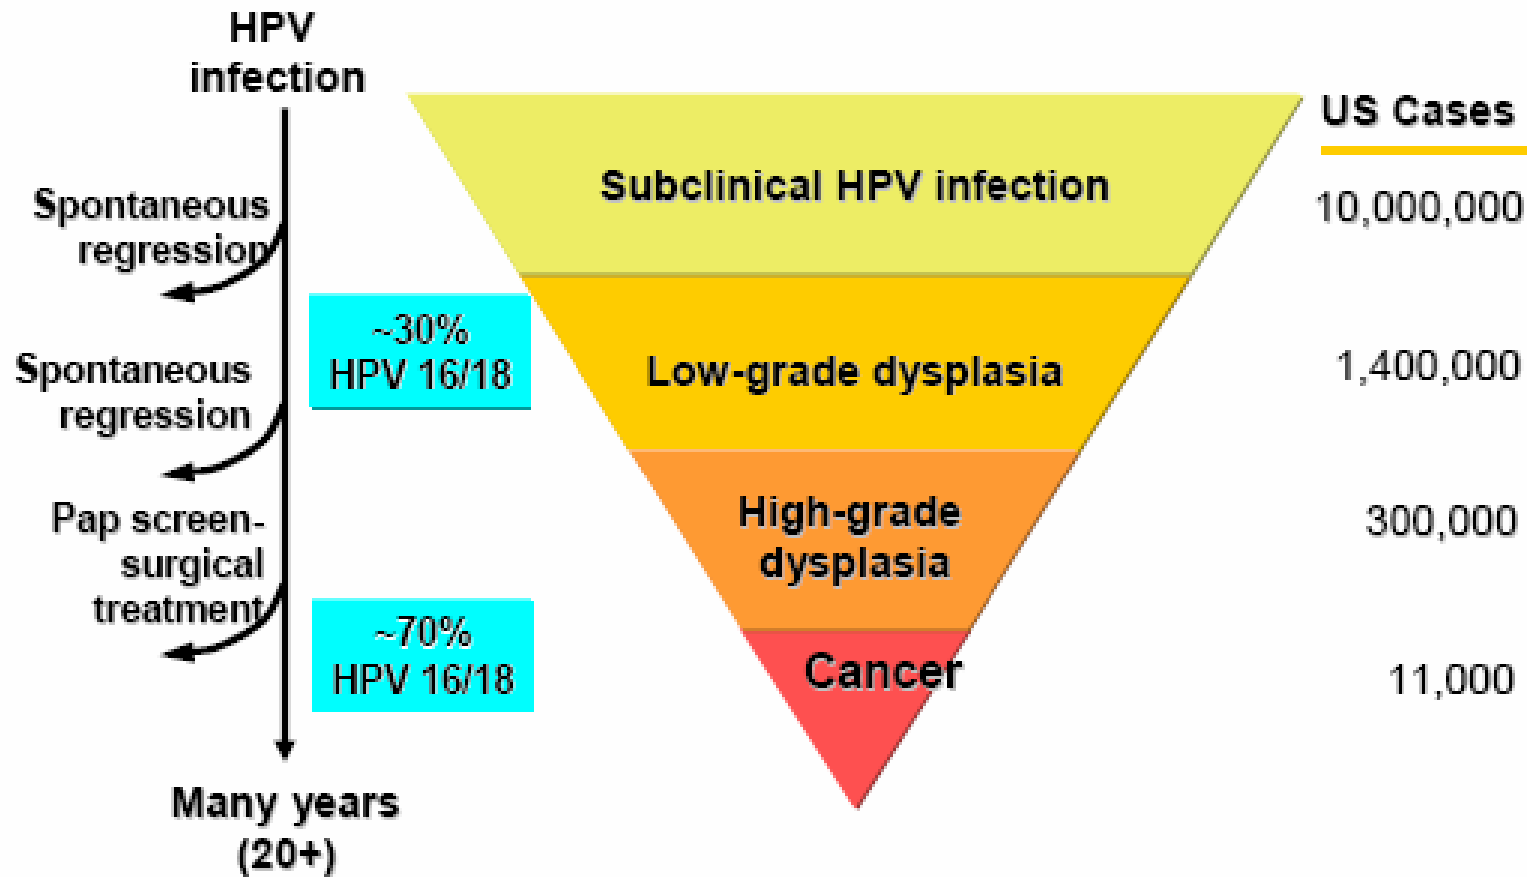 HPV
infection
Spontaneous
regression
~30%
HPV 16/18
Spontaneous
regression
Pap screen-
surgical
treatment
~70%
HPV 16/18
Many years
(20+)
Subclinical HPV infection
Low-grade dysplasia
High-grade
dysplasia
Cancer
US Cases
10,000,000
1,400,000
300,000
11,000